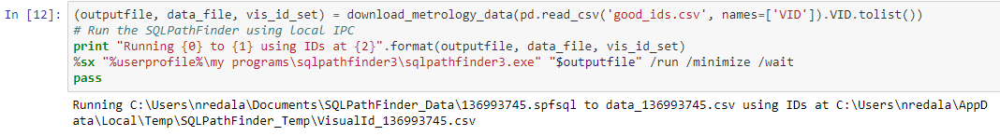 In [12]: (outputfile, data_file, vis_id_set) = download_metrology_data(pd.read_csv('good_ids.csv', names=['VID']).VID.tolist())
# Run the SQLPathFinder using local IPC
print "Running {0} to {1} using IDs at {2}".format(outputfile, data_file, vis_id_set)
%sx "%userprofile%\my programs\sqlpathfinder3\sqlpathfinder3.exe" "$outputfile" /run /minimize /wait
pass
Running C:\Users\nredala\Documents\SQLPathFinder_Data\136993745.spfsql to data_136993745.csv using IDs at C:\Users\nredala\AppD
ata\Local\Temp\SQLPathFinder_Temp\VisualId_136993745.csv